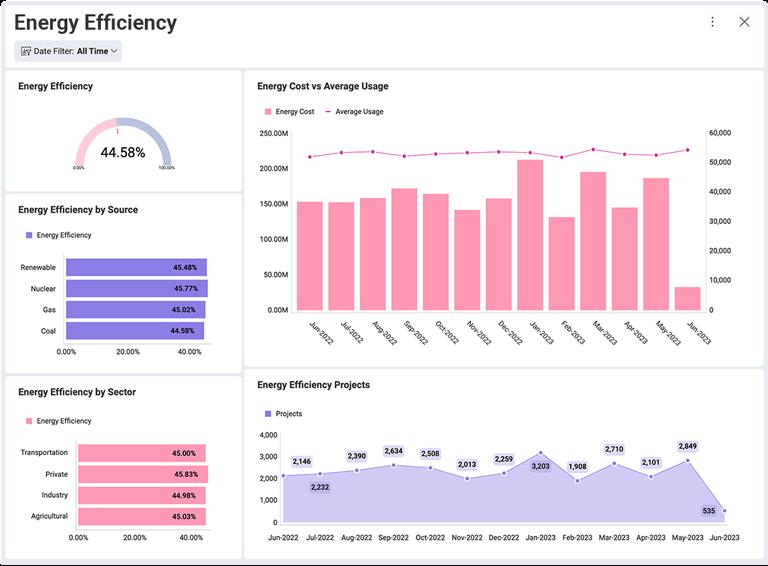 Energy Efficiency
Date Filter: All Time
Energy Efficiency
44.58%
0.00%
100.00%
Energy Efficiency by Source
Energy Efficiency
Renewable 45.48%
Nuclear 45.77%
Gas 45.02%
Coal 44.58%
0.00% 20.00% 40.00%
Energy Efficiency by Sector
Energy Efficiency
Transportation 45.00%
Private 45.83%
Industry 44.98%
Agricultural 45.03%
0.00% 20.00% 40.00%
Energy Cost vs Average Usage
Energy Cost Average Usage
250.00M 60,000
200.00M 50,000
150.00M 40,000
100.00M 30,000
50.00M 20,000
0.00M 10,000
0
Jun-2022 Jul-2022 Aug-2022 Sep-2022 Oct-2022 Nov-2022 Dec-2022 Jan-2023 Feb-2023 Mar-2023 Apr-2023 May-2023 Jun-2023
Energy Efficiency Projects
Projects
4,000
3,000
2,000
1,000
0
2,146 2,232 2,390 2,634 2,508 2,013 2,259 3,203 1,908 2,710 2,101 2,849 535
Jun-2022 Jul-2022 Aug-2022 Sep-2022 Oct-2022 Nov-2022 Dec-2022 Jan-2023 Feb-2023 Mar-2023 Apr-2023 May-2023 Jun-2023